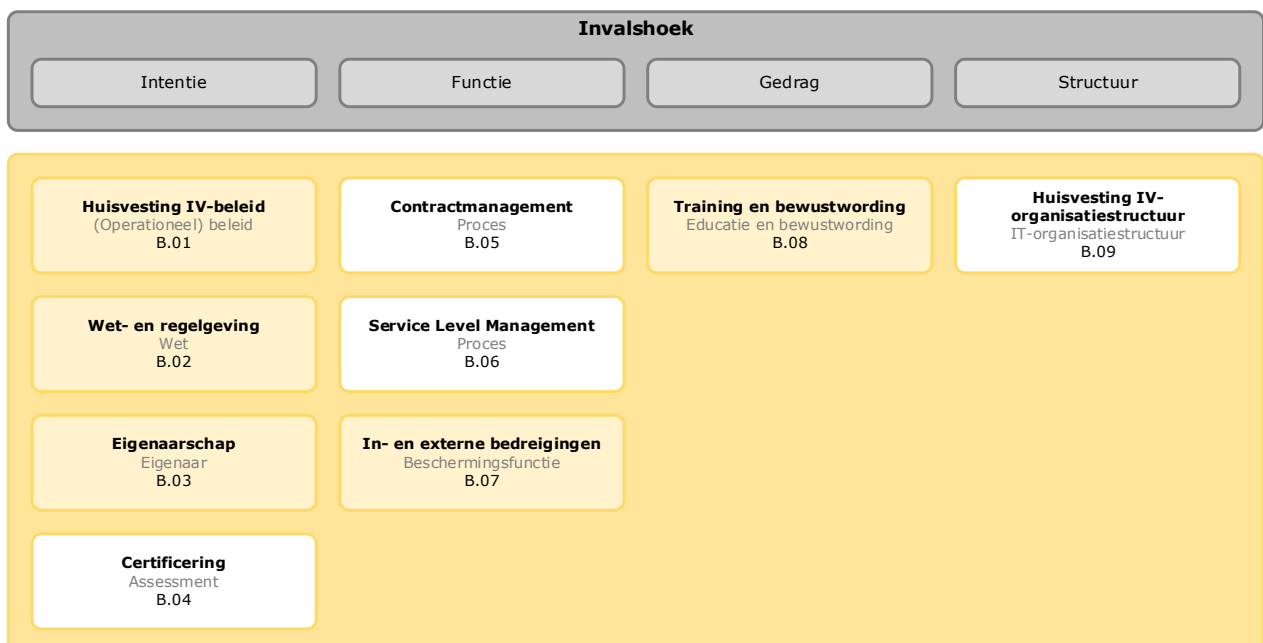 Invalshoek
Intentie
Functie
Gedrag
Structuur
Huisvesting IV-beleid
(Operationeel) beleid
B.01
Contractmanagement
Proces
B.05
Training en bewustwording
Educatie en bewustwording
B.08
Huisvesting IV-
organisatiestructuur
IT-organisatiestructuur
B.09
Wet- en regelgeving
Wet
B.02
Service Level Management
Proces
B.06
Eigenaarschap
Eigenaar
B.03
In- en externe bedreigingen
Beschermingsfunctie
B.07
Certificering
Assessment
B.04